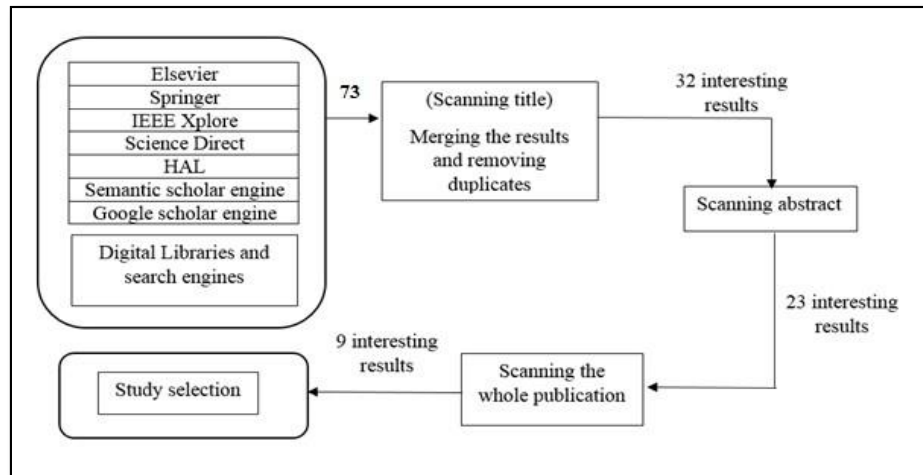 Elsevier
Springer
IEEE Xplore
Science Direct
HAL
Semantic scholar engine
Google scholar engine
Digital Libraries and
search engines
73
(Scanning title)
Merging the results
and removing
duplicates
32 interesting
results
Scanning abstract
23 interesting
results
Scanning the
whole publication
9 interesting
results
Study selection